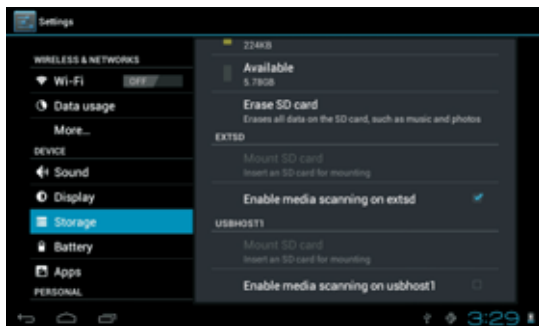 Settings
WIRELESS & NETWORKS
Wi-Fi
OFF
Data usage
More...
DEVICE
Sound
Display
Storage
Battery
Apps
PERSONAL
224KB
Available
5.78GB
Erase SD card
Erases all data on the SD card, such as music and photos
EXTSD
Mount SD card
Insert an SD card for mounting
Enable media scanning on extsd
USBHOST1
Mount SD card
Insert an SD card for mounting
Enable media scanning on usbhost1
3:29